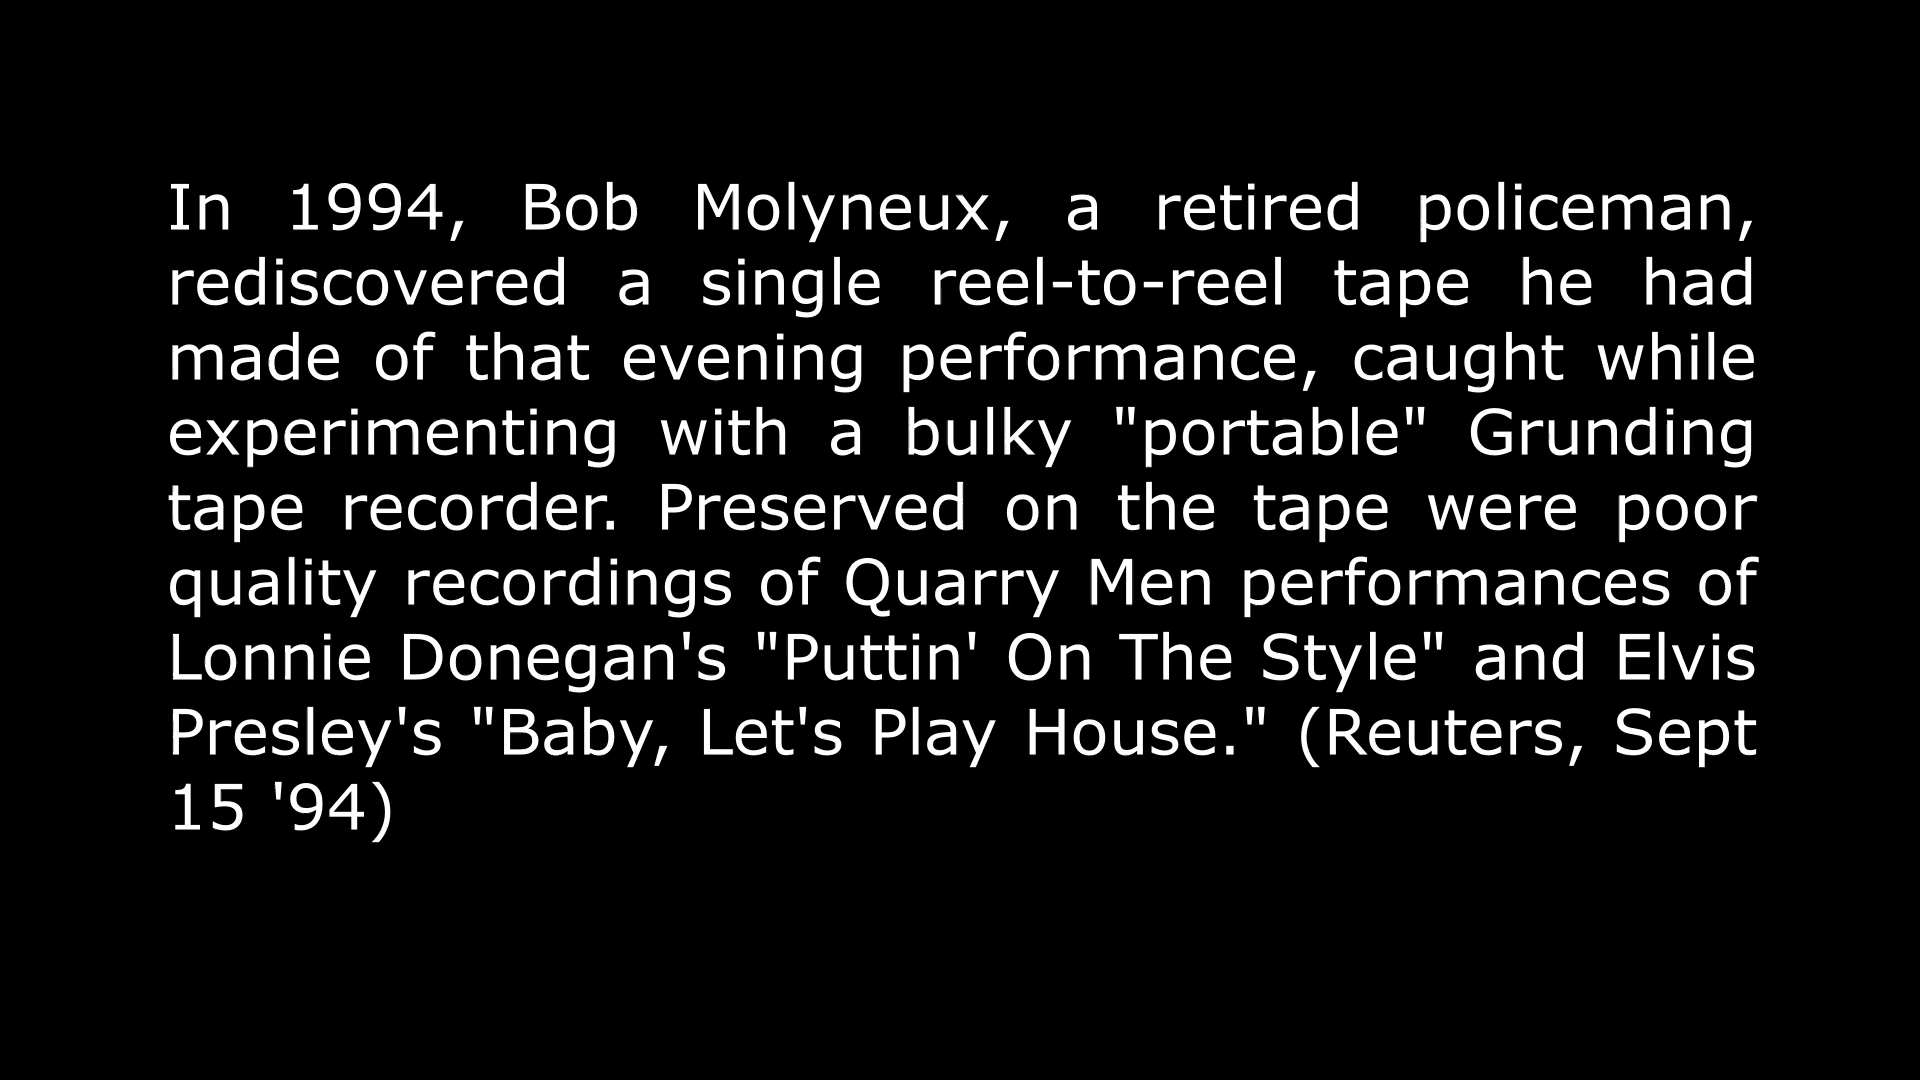 In 1994, Bob Molyneux, a retired policeman,
rediscovered a single reel-to-reel tape he had
made of that evening performance, caught while
experimenting with a bulky "portable" Grunding
tape recorder. Preserved on the tape were poor
quality recordings of Quarry Men performances of
Lonnie Donegan's "Puttin' On The Style" and Elvis
Presley's "Baby, Let's Play House." (Reuters, Sept
15 '94)